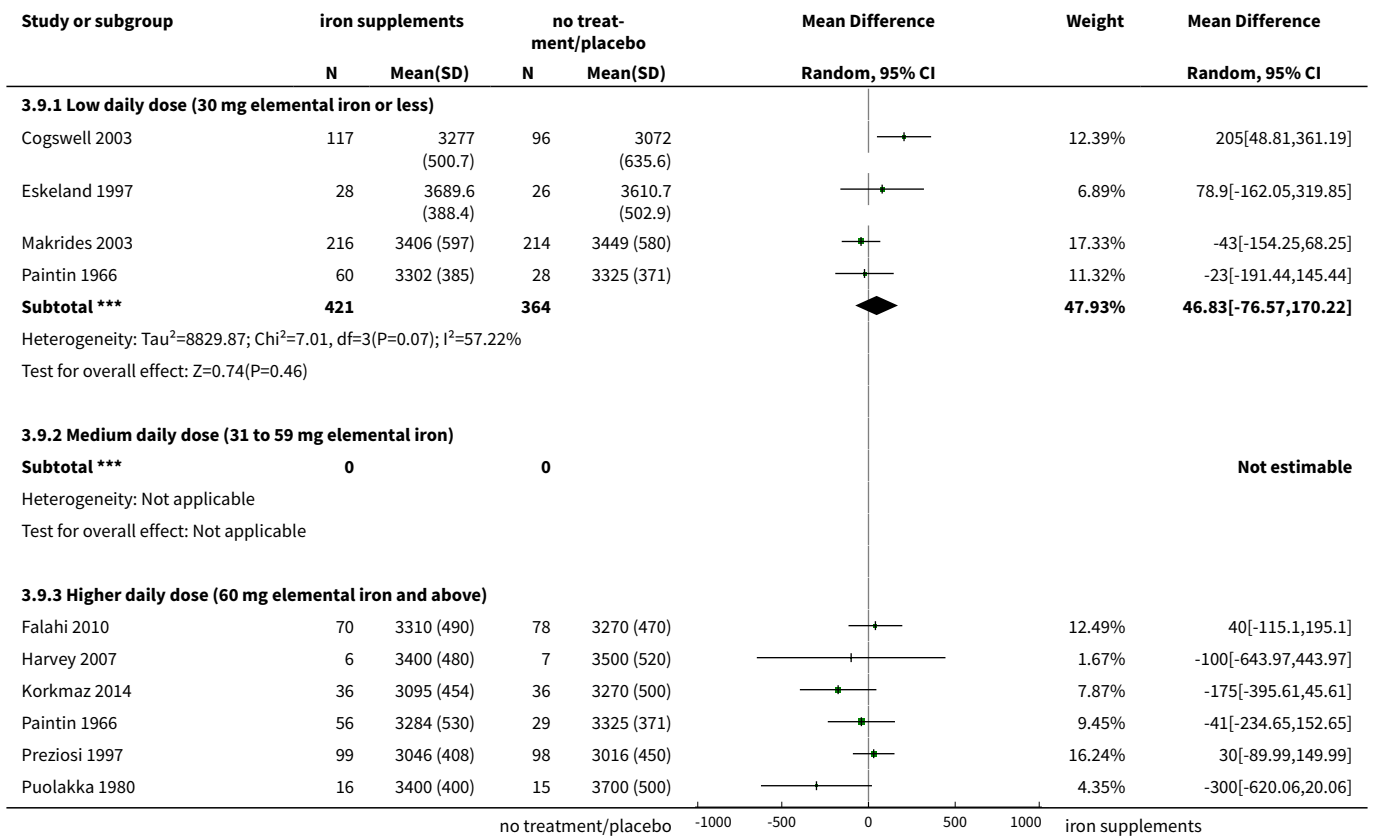 Study or subgroup iron supplements no treat- Mean Difference Weight Mean Difference
ment/placebo
N Mean(SD) N Mean(SD) Random, 95% CI Random, 95% CI
3.9.1 Low daily dose (30 mg elemental iron or less)
Cogswell 2003 117 3277 96 3072 12.39% 205[48.81,361.19]
(500.7) (635.6)
Eskeland 1997 28 3689.6 26 3610.7 6.89% 78.9[-162.05,319.85]
(388.4) (502.9)
Makrides 2003 216 3406 (597) 214 3449 (580) 17.33% -43[-154.25,68.25]
Paintin 1966 60 3302 (385) 28 3325 (371) 11.32% -23[-191.44,145.44]
Subtotal *** 421 364 47.93% 46.83[-76.57,170.22]
Heterogeneity: Tau²=8829.87; Chi²=7.01, df=3(P=0.07); I²=57.22%
Test for overall effect: Z=0.74(P=0.46)
3.9.2 Medium daily dose (31 to 59 mg elemental iron)
Subtotal *** 0 0 Not estimable
Heterogeneity: Not applicable
Test for overall effect: Not applicable
3.9.3 Higher daily dose (60 mg elemental iron and above)
Falahi 2010 70 3310 (490) 78 3270 (470) 12.49% 40[-115.1,195.1]
Harvey 2007 6 3400 (480) 7 3500 (520) 1.67% -100[-643.97,443.97]
Korkmaz 2014 36 3095 (454) 36 3270 (500) 7.87% -175[-395.61,45.61]
Paintin 1966 56 3284 (530) 29 3325 (371) 9.45% -41[-234.65,152.65]
Preziosi 1997 99 3046 (408) 98 3016 (450) 16.24% 30[-89.99,149.99]
Puolakka 1980 16 3400 (400) 15 3700 (500) 4.35% -300[-620.06,20.06]
no treatment/placebo -1000 -500 0 500 1000 iron supplements